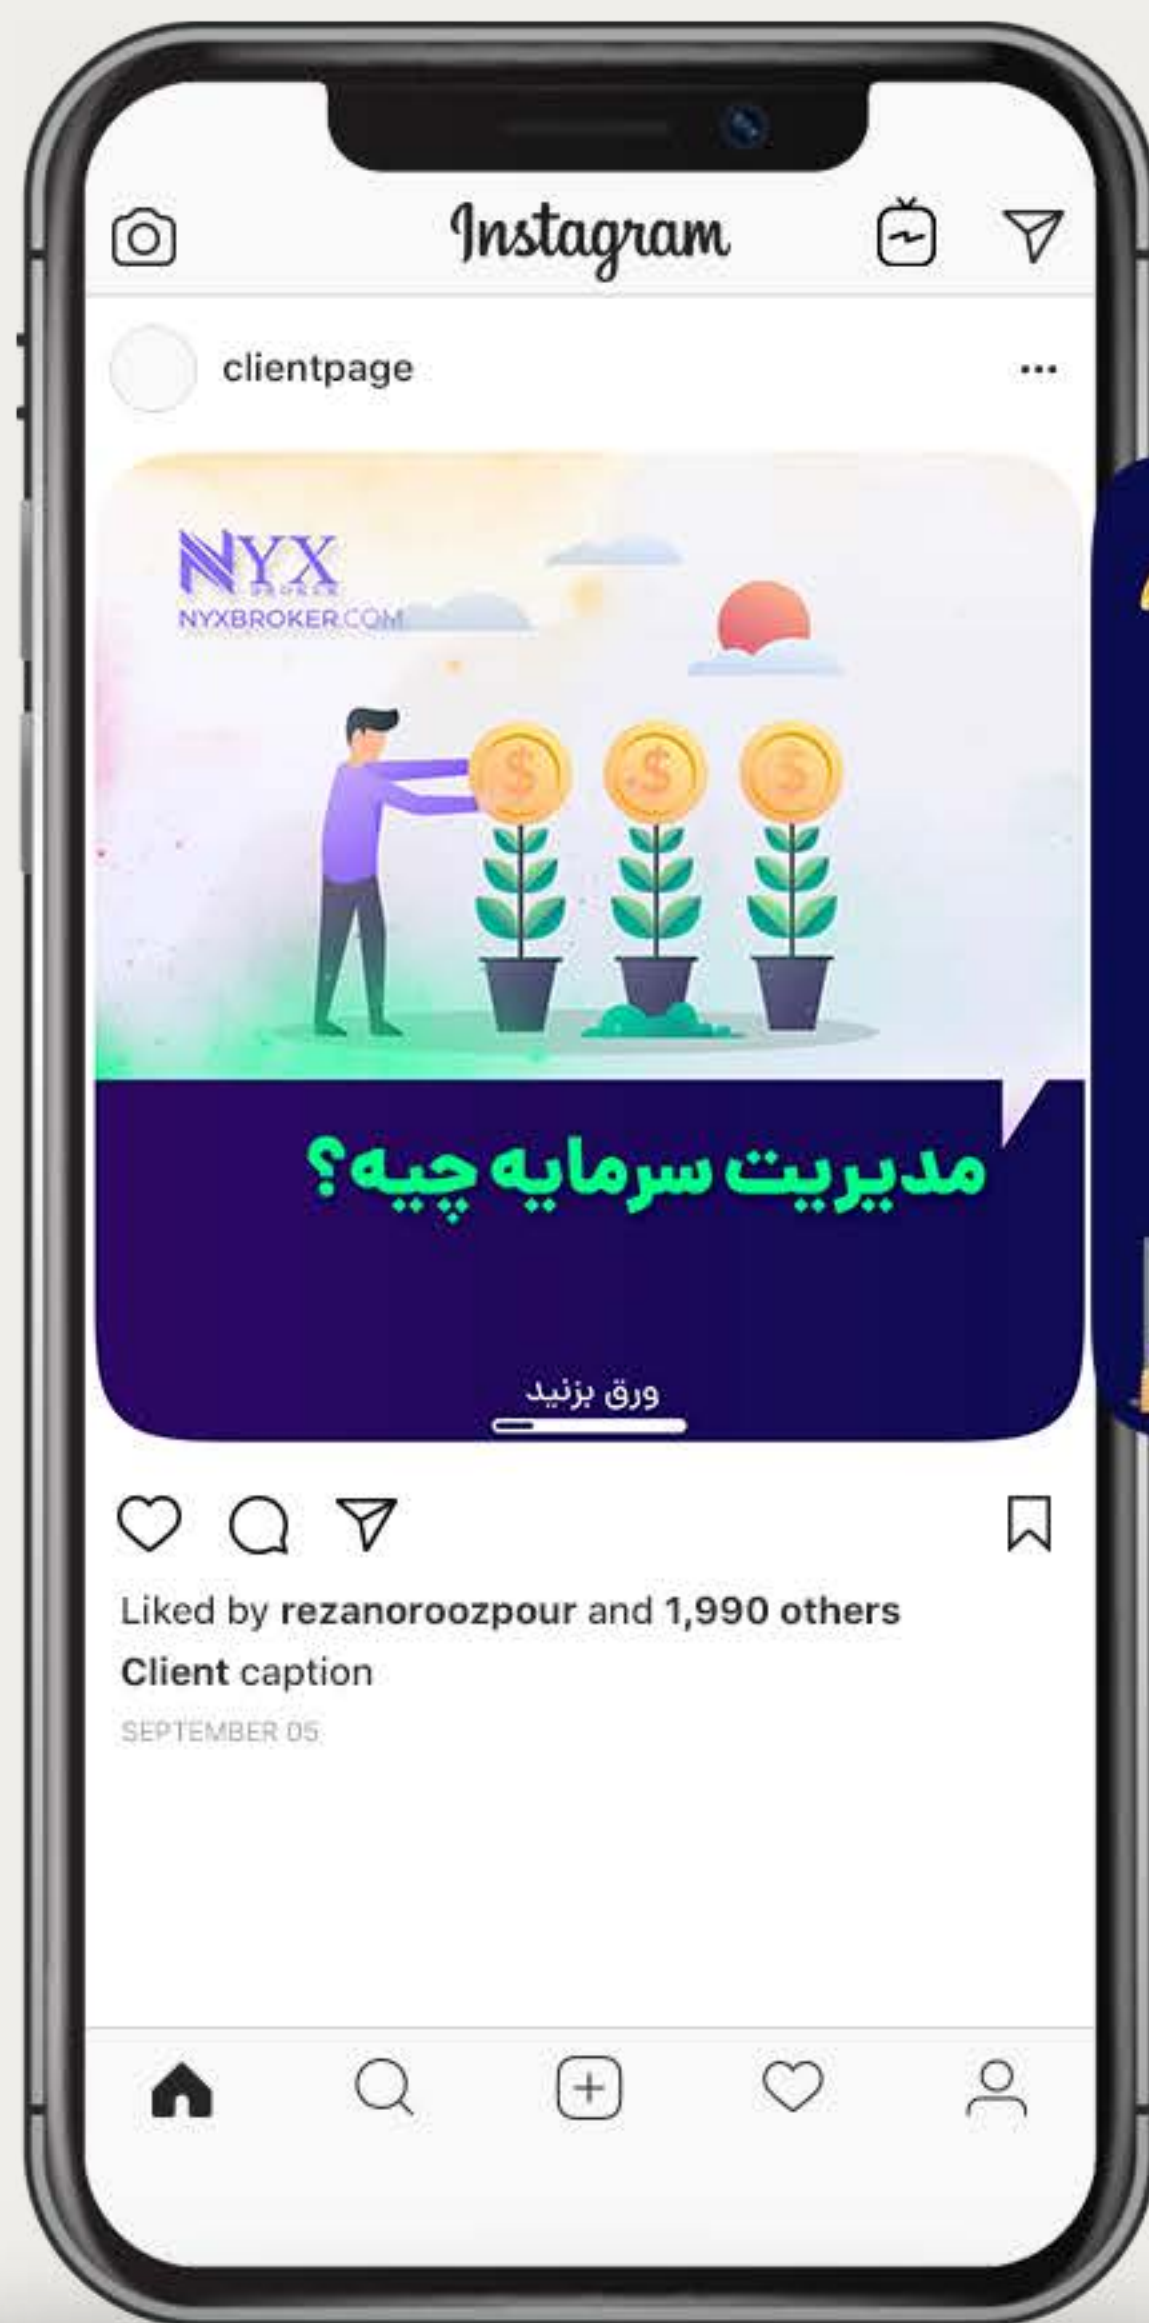 Instagram
clientpage
NYX
BROKER
NYXBROKER.COM
$ $ $
مدیریت سرمایه چیه؟
ورق بزنید
Liked by rezanoroozpour and 1,990 others
Client caption
SEPTEMBER 05